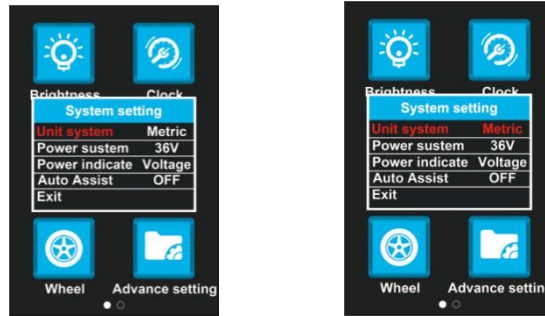 Brightness Clock
System setting
Unit system Metric
Power sustem 36V
Power indicate Voltage
Auto Assist OFF
Exit
Wheel Advance setting
Brightness Clock
System setting
Unit system Metric
Power sustem 36V
Power indicate Voltage
Auto Assist OFF
Exit
Wheel Advance settin